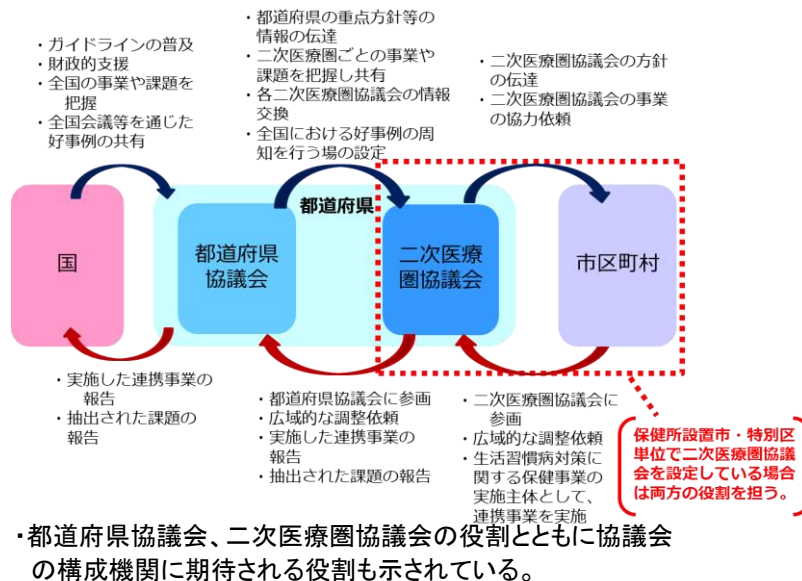 ・ガイドラインの普及
・財政的支援
・全国の事業や課題を
把握
・全国会議等を通じた
好事例の共有
・都道府県の重点方針等の
情報の伝達
・二次医療圏ごとの事業や
課題を把握し共有
・各二次医療圏協議会の情報
交換
・全国における好事例の周
知を行う場の設定
・二次医療圏協議会の方針
の伝達
・二次医療圏協議会の事業
の協力依頼
都道府県
国
都道府県
協議会
二次医療
圏協議会
市区町村
・実施した連携事業の
報告
・抽出された課題の
報告
・都道府県協議会に参画
・広域的な調整依頼
・実施した連携事業の
報告
・抽出された課題の報告
・二次医療圏協議会に
参画
・広域的な調整依頼
・生活習慣病対策に
関する保健事業の
実施主体として、
連携事業を実施
保健所設置市・特別区
単位で二次医療圏協議
会を設定している場合
は両方の役割を担う。
・都道府県協議会、二次医療圏協議会の役割とともに協議会
の構成機関に期待される役割も示されている。